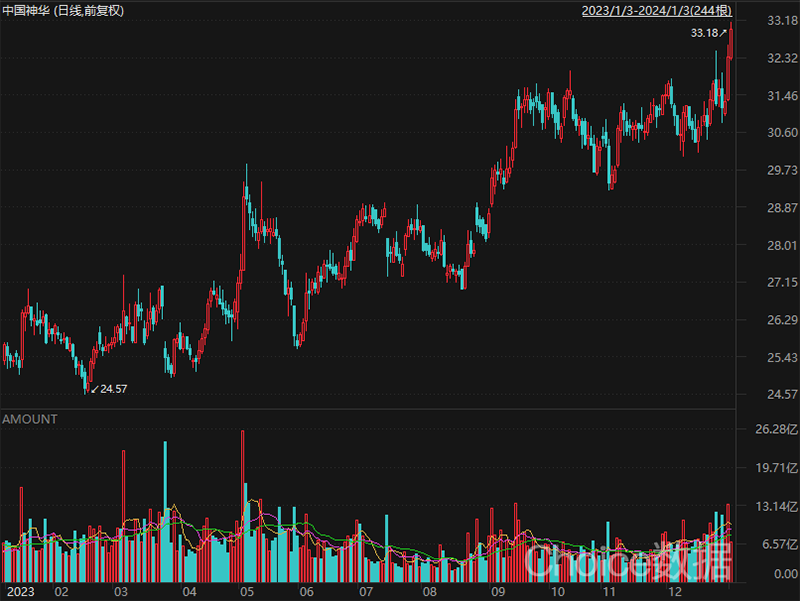 中国神华 (日线,前复权)
2023/1/3-2024/1/3(244根)
33.18
33.18↗
32.32
31.46
30.60
29.73
28.87
28.01
27.15
26.29
25.43
24.57
↙24.57
AMOUNT
26.28亿
19.71亿
13.14亿
6.57亿
0.00
Choice数据
2023 02 03 04 05 06 07 08 09 10 11 12